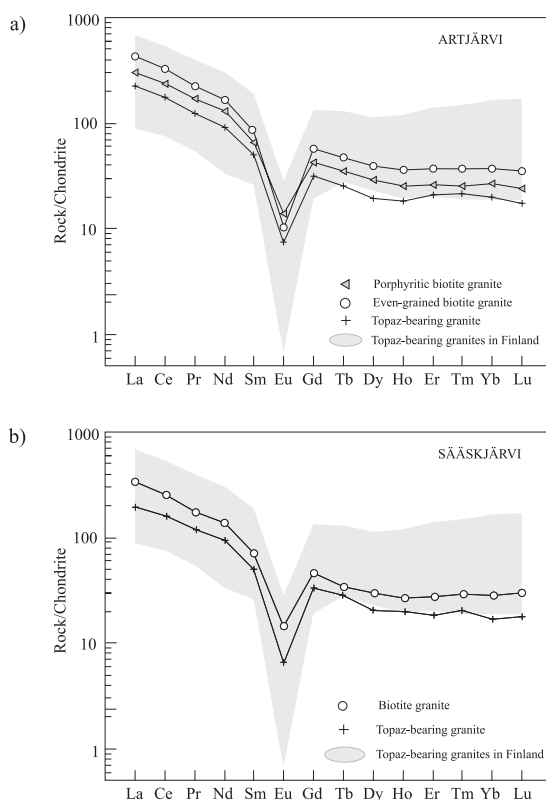 a)
ARTJÄRVI
1000
100
10
1
Rock/Chondrite
Porphyritic biotite granite
Even-grained biotite granite
Topaz-bearing granite
Topaz-bearing granites in Finland
La Ce Pr Nd Sm Eu Gd Tb Dy Ho Er Tm Yb Lu
b)
SÄÄSKJÄRVI
1000
100
10
1
Rock/Chondrite
Biotite granite
Topaz-bearing granite
Topaz-bearing granites in Finland
La Ce Pr Nd Sm Eu Gd Tb Dy Ho Er Tm Yb Lu